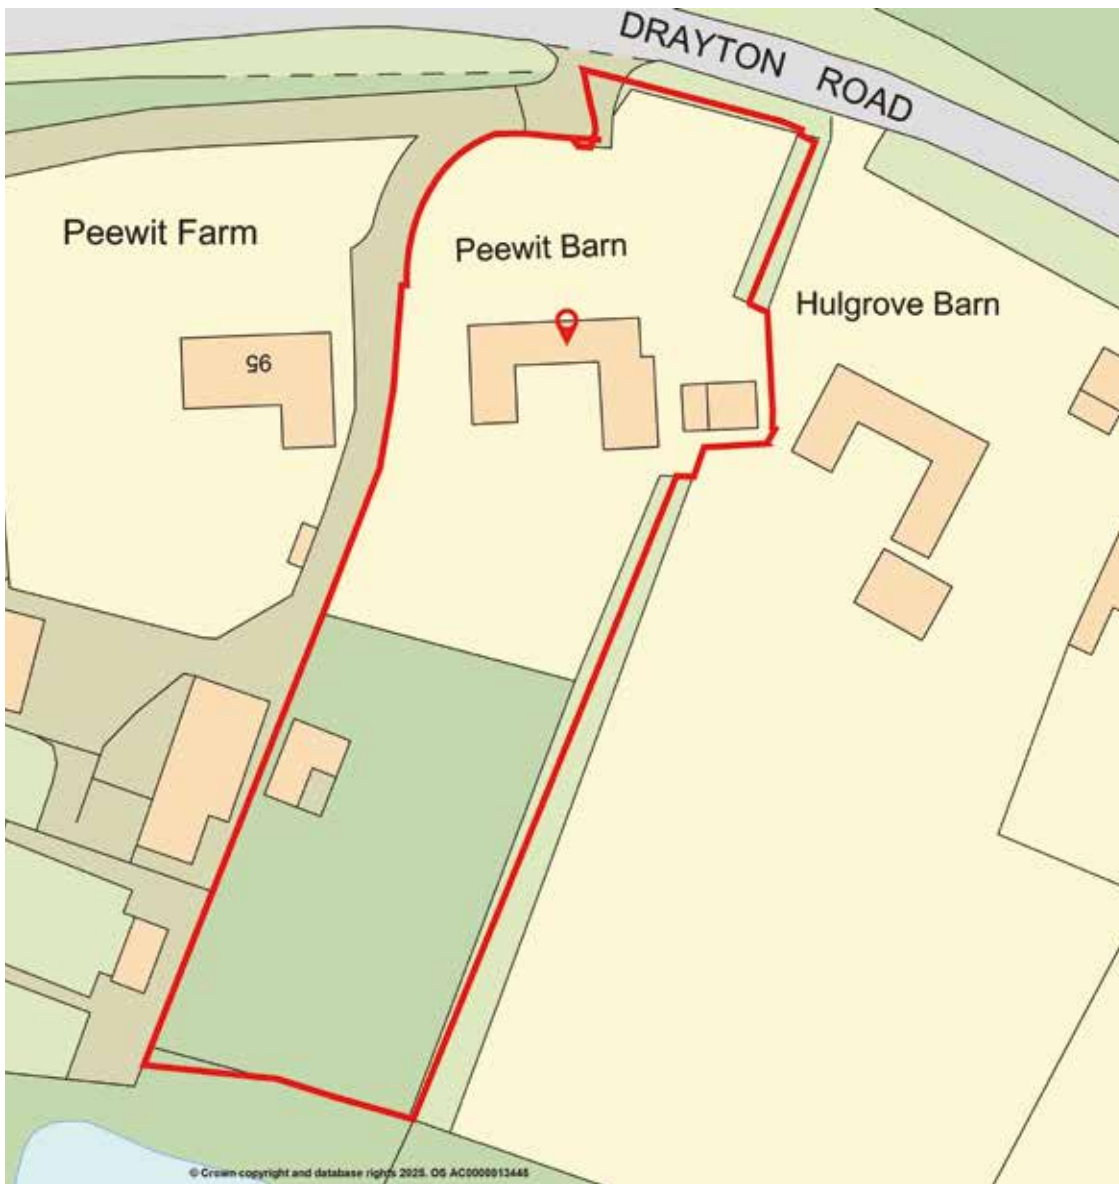 DRAYTON ROAD
Peewit Farm
Peewit Barn
Hulgrove Barn
95
© Crown copyright and database rights 2025. OS AC0000813445